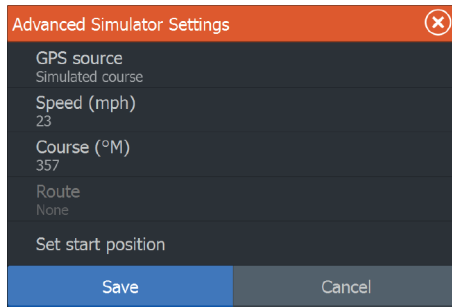 Advanced Simulator Settings
GPS source
Simulated course
Speed (mph)
23
Course (°M)
357
Route
None
Set start position
Save
Cancel